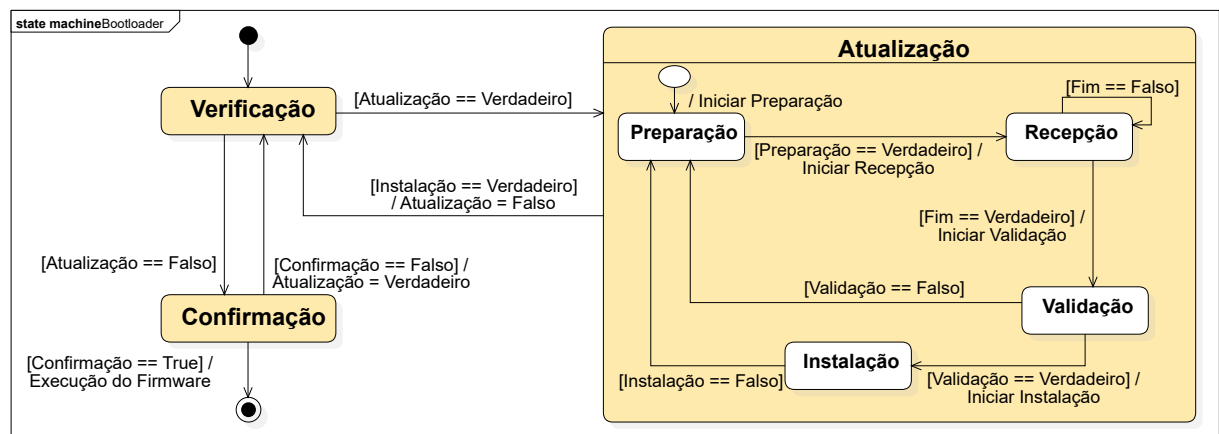 state machineBootloader
Atualização
/ Iniciar Preparação
[Fim == Falso]
Verificação
[Atualização == Verdadeiro]
Preparação
Recepção
[Preparação == Verdadeiro] /
Iniciar Recepção
[Instalação == Verdadeiro]
/ Atualização = Falso
[Fim == Verdadeiro] /
Iniciar Validação
[Atualização == Falso]
[Confirmação == Falso] /
Atualização = Verdadeiro
[Validação == Falso]
Validação
Confirmação
Instalação
[Confirmação == True] /
Execução do Firmware
[Instalação == Falso]
[Validação == Verdadeiro] /
Iniciar Instalação